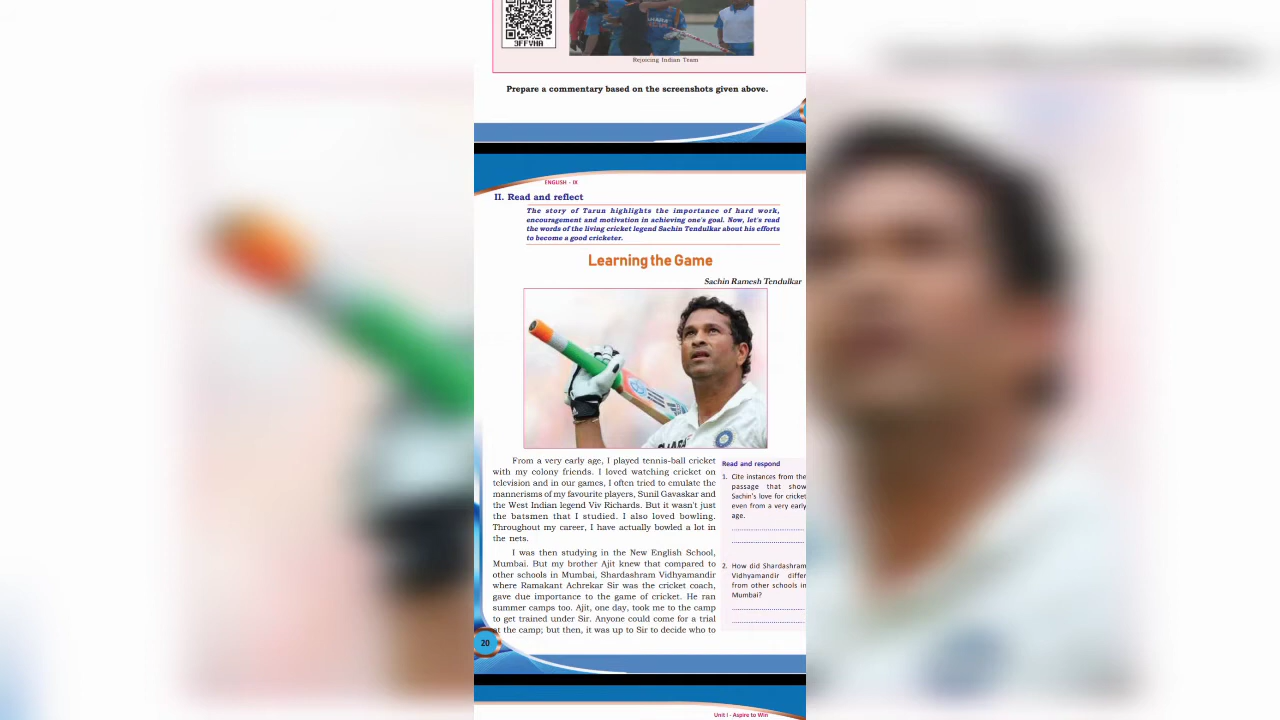 3FFVHA
Rejoicing Indian Team
Prepare a commentary based on the screenshots given above.
ENGLISH - IX
II. Read and reflect
The story of Tarun highlights the importance of hard work,
encouragement and motivation in achieving one's goal. Now, let's read
the words of the living cricket legend Sachin Tendulkar about his efforts
to become a good cricketer.
Learning the Game
Sachin Ramesh Tendulkar
From a very early age, I played tennis-ball cricket
with my colony friends. I loved watching cricket on
television and in our games, I often tried to emulate the
mannerisms of my favourite players, Sunil Gavaskar and
the West Indian legend Viv Richards. But it wasn't just
the batsmen that I studied. I also loved bowling.
Throughout my career, I have actually bowled a lot in
the nets.
I was then studying in the New English School,
Mumbai. But my brother Ajit knew that compared to
other schools in Mumbai, Shardashram Vidhyamandir
where Ramakant Achrekar Sir was the cricket coach,
gave due importance to the game of cricket. He ran
summer camps too. Ajit, one day, took me to the camp
to get trained under Sir. Anyone could come for a trial
at the camp; but then, it was up to Sir to decide who to
Read and respond
1. Cite instances from the
passage that show
Sachin's love for cricket
even from a very early
age.
2. How did Shardashram
Vidhyamandir differ
from other schools in
Mumbai?
20
Unit I - Aspire to Win